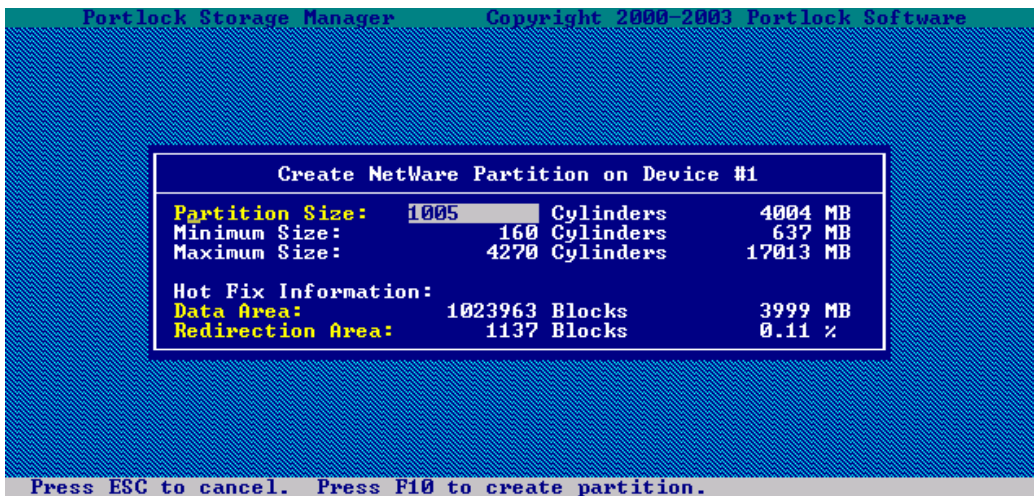 Portlock Storage Manager Copyright 2000-2003 Portlock Software
Create NetWare Partition on Device #1
Partition Size: 1005 Cylinders 4004 MB
Minimum Size: 160 Cylinders 637 MB
Maximum Size: 4270 Cylinders 17013 MB
Hot Fix Information:
Data Area: 1023963 Blocks 3999 MB
Redirection Area: 1137 Blocks 0.11 %
Press ESC to cancel. Press F10 to create partition.